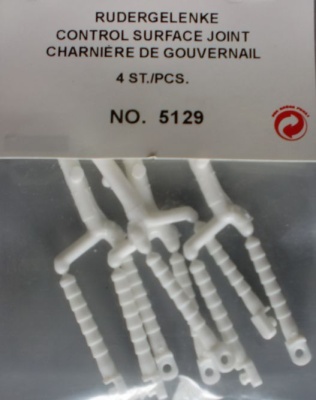 RUDERGELENKE
CONTROL SURFACE JOINT
CHARNIÈRE DE GOUVERNAIL
4 ST./PCS.
NO. 5129